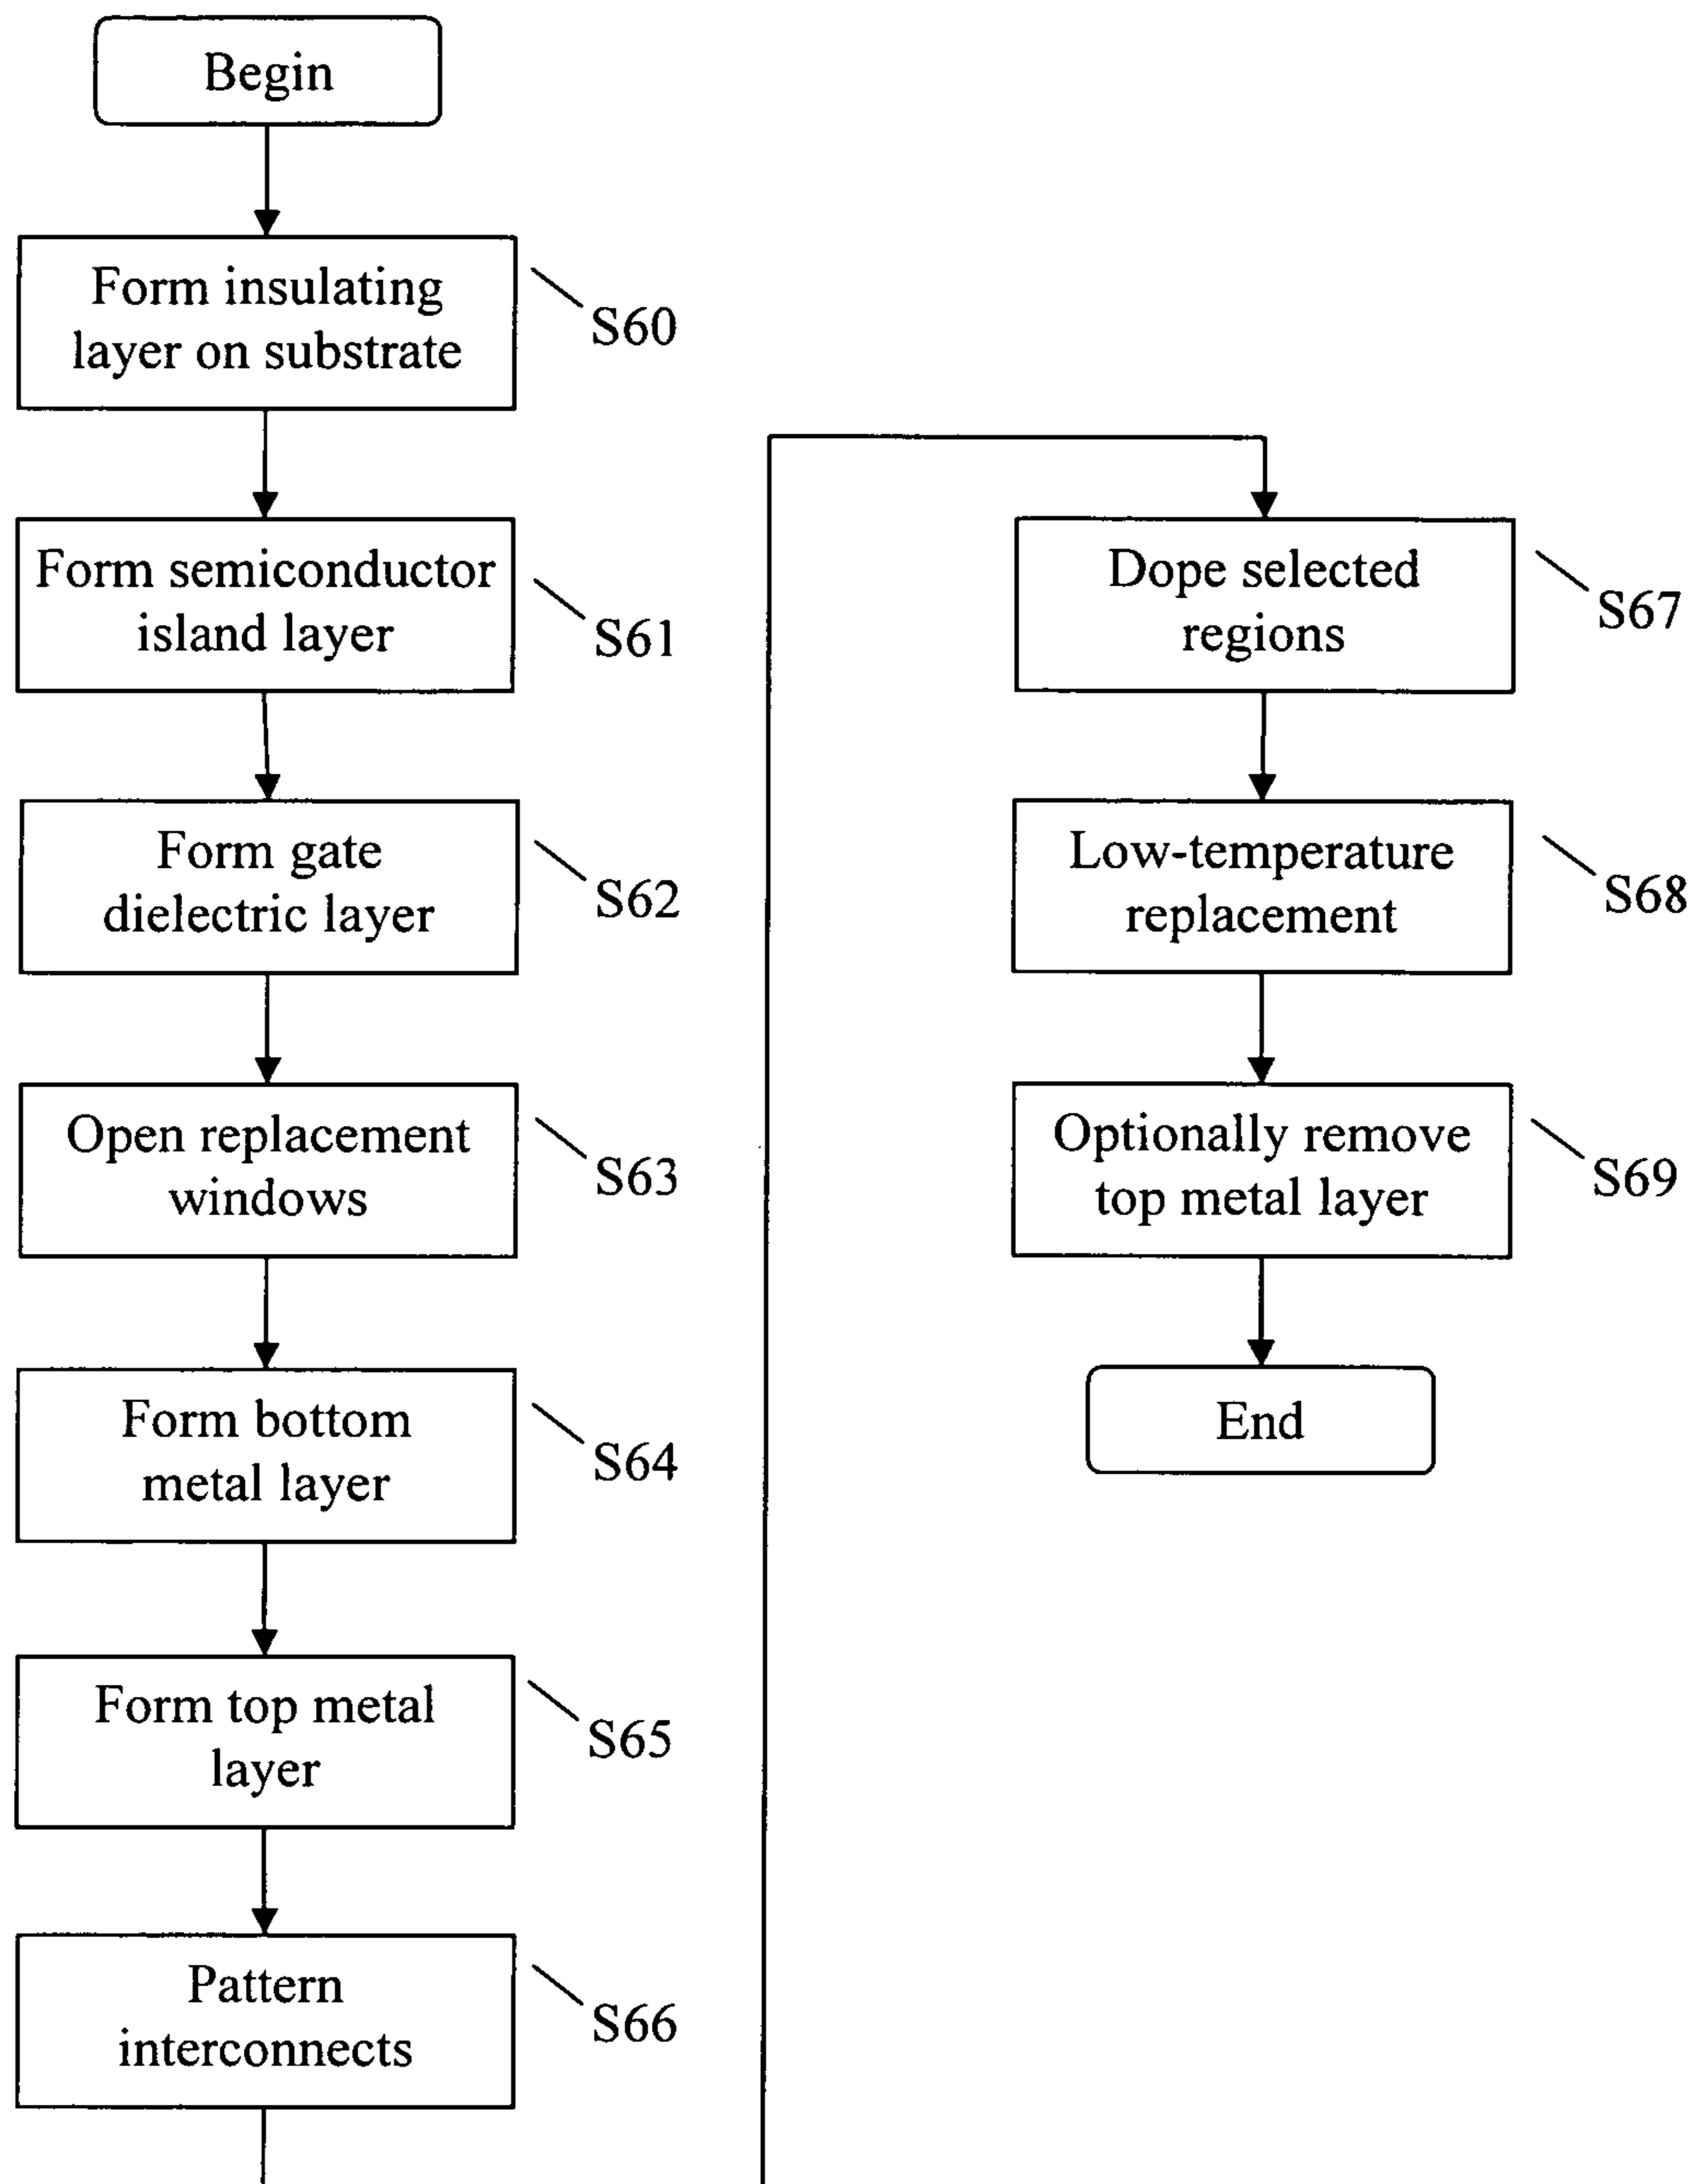 Begin
Form insulating
layer on substrate
S60
Form semiconductor
island layer
S61
Form gate
dielectric layer
S62
Open replacement
windows
S63
Form bottom
metal layer
S64
Form top metal
layer
S65
Pattern
interconnects
S66
Dope selected
regions
S67
Low-temperature
replacement
S68
Optionally remove
top metal layer
S69
End